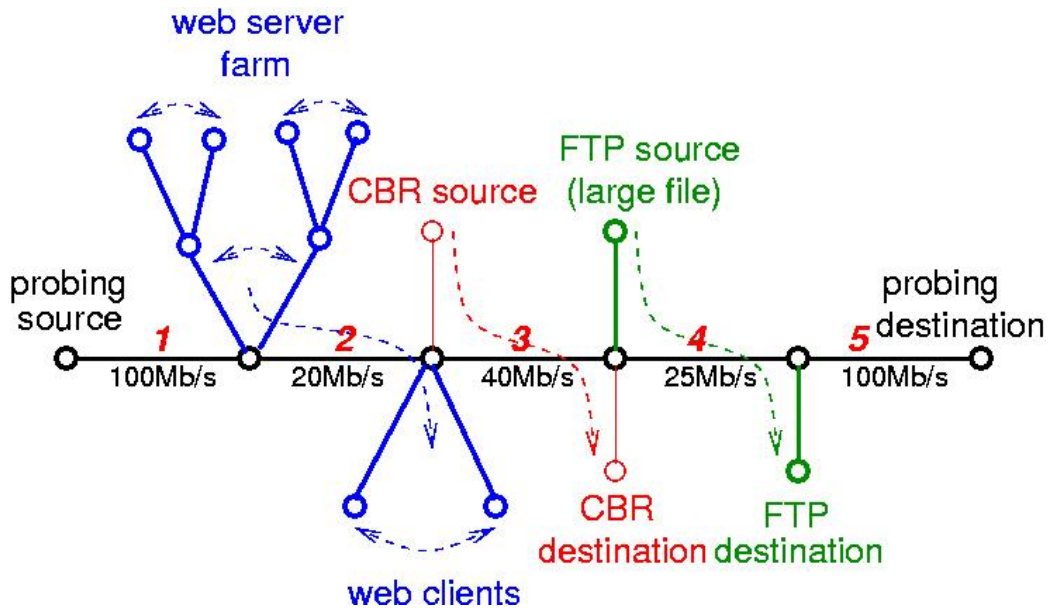 web server
farm
CBR source
FTP source
(large file)
probing
source
probing
destination
1
2
3
4
5
100Mb/s
20Mb/s
40Mb/s
25Mb/s
100Mb/s
CBR
destination
FTP
destination
web clients